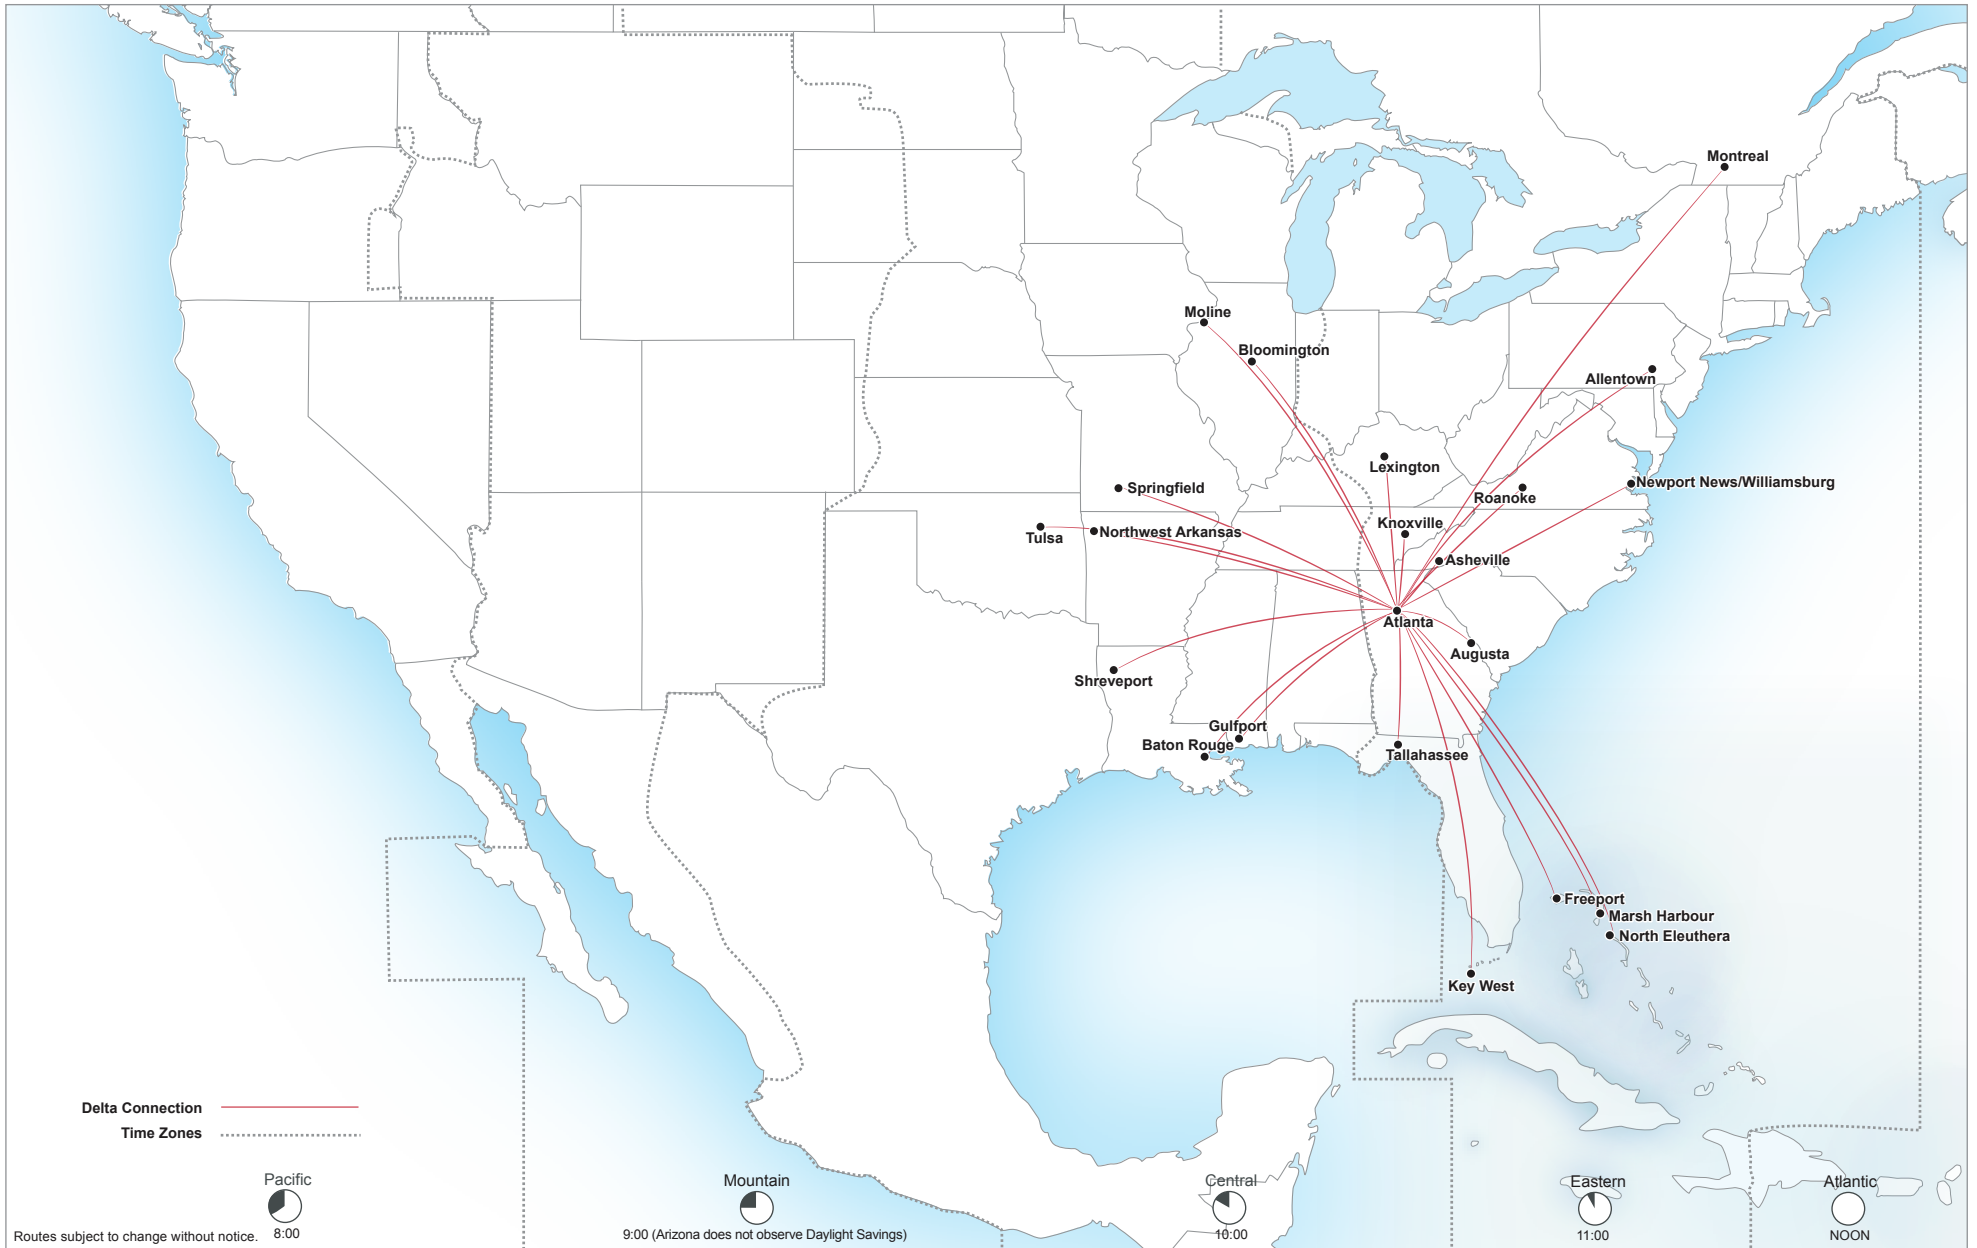 Montreal
Moline
Bloomington
Allentown
Lexington
Newport News/Williamsburg
Springfield
Roanoke
Knoxville
Northwest Arkansas
Tulsa
Asheville
Atlanta
Augusta
Shreveport
Gulfport
Baton Rouge
Tallahassee
Freeport
Marsh Harbour
North Eleuthera
Key West
Delta Connection
Time Zones
Pacific
Mountain
Central
Eastern
Atlantic
Routes subject to change without notice.
8:00
9:00 (Arizona does not observe Daylight Savings)
10:00
11:00
NOON